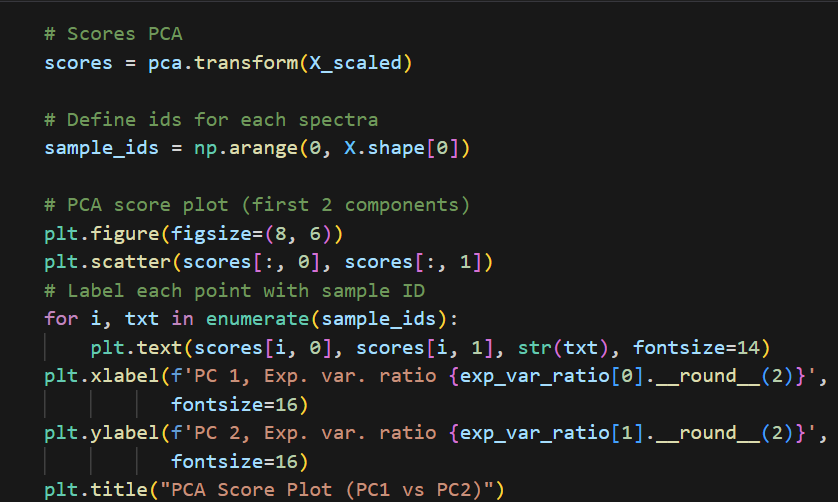 # Scores PCA
scores = pca.transform(X_scaled)
# Define ids for each spectra
sample_ids = np.arange(0, X.shape[0])
# PCA score plot (first 2 components)
plt.figure(figsize=(8, 6))
plt.scatter(scores[:, 0], scores[:, 1])
# Label each point with sample ID
for i, txt in enumerate(sample_ids):
    plt.text(scores[i, 0], scores[i, 1], str(txt), fontsize=14)
plt.xlabel(f'PC 1, Exp. var. ratio {exp_var_ratio[0].__round__(2)}',
           fontsize=16)
plt.ylabel(f'PC 2, Exp. var. ratio {exp_var_ratio[1].__round__(2)}',
           fontsize=16)
plt.title("PCA Score Plot (PC1 vs PC2)")